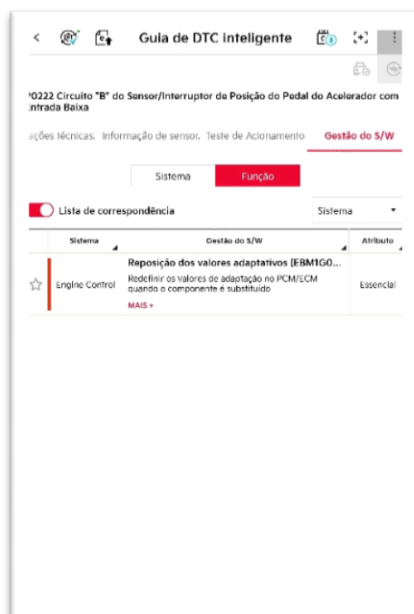 Guia de DTC inteligente
P0222 Circuito "B" do Sensor/Interruptor de Posição do Pedal do Acelerador com
Entrada Baixa
ações técnicas. Informação de sensor. Teste de Acionamento Gestão do S/W
Sistema Função
Lista de correspondência Sistema
Sistema Gestão do S/W Atributo
Reposição dos valores adaptativos (EBM1G0...
Engine Control Redefinir os valores de adaptação no PCM/ECM Essencial
quando o componente é substituído
MAIS +